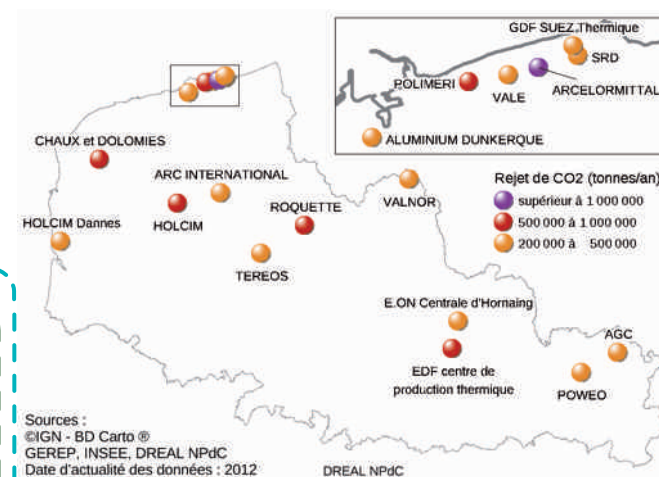 GDF SUEZ Thermique
SRD
POLIMERI
VALE
ARCELORMITTAL
ALUMINIUM DUNKERQUE
CHAUX et DOLOMIES
ARC INTERNATIONAL
HOLCIM
ROQUETTE
VALNOR
HOLCIM Dannes
TEREOS
Rejet de CO2 (tonnes/an)
supérieur à 1 000 000
500 000 à 1 000 000
200 000 à 500 000
E.ON Centrale d'Hornaing
EDF centre de
production thermique
AGC
POWEO
Sources :
©IGN - BD Carto ®
GEREP, INSEE, DREAL NPdC
Date d'actualité des données : 2012
DREAL NPdC